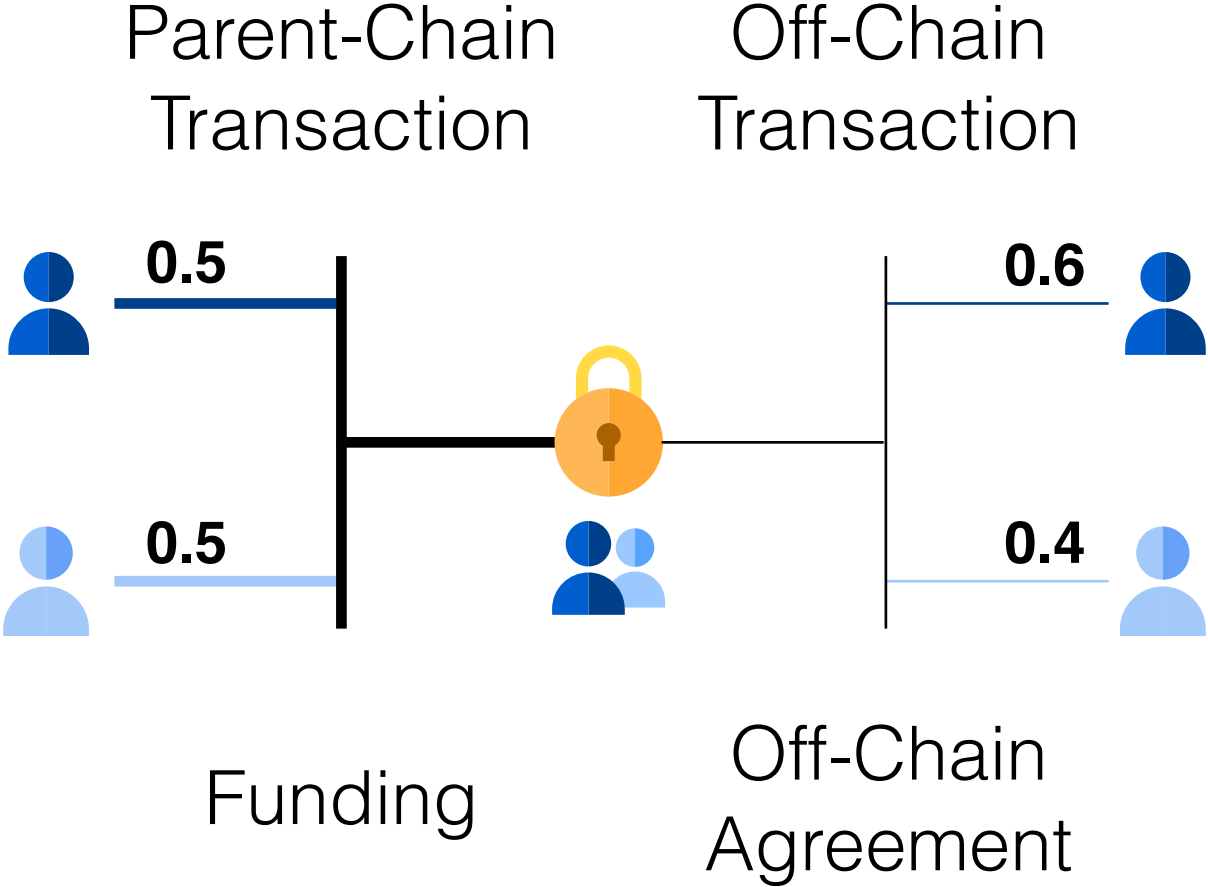 Parent-Chain
Transaction
Off-Chain
Transaction
0.5
0.6
0.5
0.4
Funding
Off-Chain
Agreement